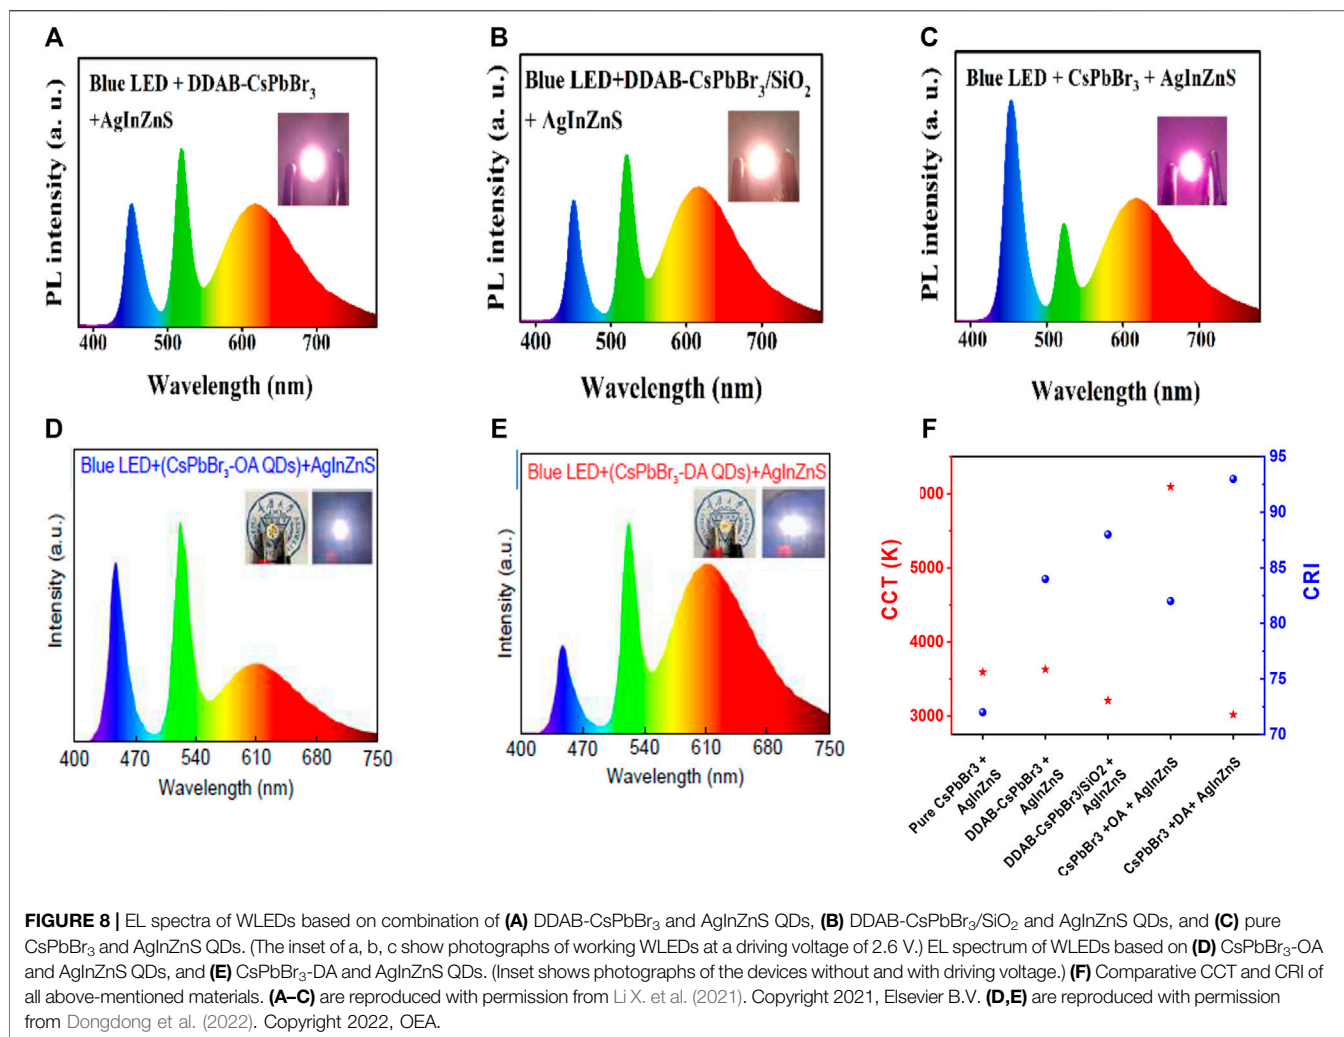 A
Blue LED + DDAB-CsPbBr₃
+AgInZnS
PL intensity (a. u.)
400 500 600 700
Wavelength (nm)
B
Blue LED+DDAB-CsPbBr₃/SiO₂
+ AgInZnS
PL intensity (a. u.)
400 500 600 700
Wavelength (nm)
C
Blue LED + CsPbBr₃ + AgInZnS
PL intensity (a. u.)
400 500 600 700
Wavelength (nm)
D
Blue LED+(CsPbBr₃-OA QDs)+AgInZnS
Intensity (a.u.)
400 470 540 610 680 750
Wavelength (nm)
E
Blue LED+(CsPbBr₃-DA QDs)+AgInZnS
Intensity (a.u.)
400 470 540 610 680 750
Wavelength (nm)
F
CCT (K)
000
5000
4000
3000
CRI
95
90
85
80
75
70
Pure CsPbBr3 +
AgInZnS
DDAB-CsPbBr3 +
AgInZnS
DDAB-CsPbBr3/SiO2 +
AgInZnS
CsPbBr3 +OA + AgInZnS
CsPbBr3 +DA+ AgInZnS
FIGURE 8 | EL spectra of WLEDs based on combination of (A) DDAB-CsPbBr₃ and AgInZnS QDs, (B) DDAB-CsPbBr₃/SiO₂ and AgInZnS QDs, and (C) pure
CsPbBr₃ and AgInZnS QDs. (The inset of a, b, c show photographs of working WLEDs at a driving voltage of 2.6 V.) EL spectrum of WLEDs based on (D) CsPbBr₃-OA
and AgInZnS QDs, and (E) CsPbBr₃-DA and AgInZnS QDs. (Inset shows photographs of the devices without and with driving voltage.) (F) Comparative CCT and CRI of
all above-mentioned materials. (A–C) are reproduced with permission from Li X. et al. (2021). Copyright 2021, Elsevier B.V. (D,E) are reproduced with permission
from Dongdong et al. (2022). Copyright 2022, OEA.